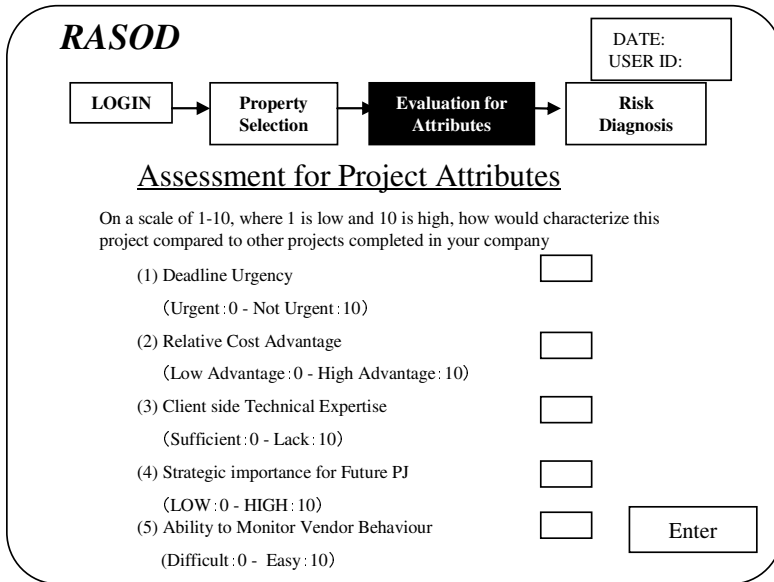 RASOD
DATE:
USER ID:
LOGIN
Property
Selection
Evaluation for
Attributes
Risk
Diagnosis
Assessment for Project Attributes
On a scale of 1-10, where 1 is low and 10 is high, how would characterize this
project compared to other projects completed in your company
(1) Deadline Urgency
（Urgent：0 - Not Urgent：10）
(2) Relative Cost Advantage
（Low Advantage：0 - High Advantage：10）
(3) Client side Technical Expertise
（Sufficient：0 - Lack：10）
(4) Strategic importance for Future PJ
（LOW：0 - HIGH：10）
(5) Ability to Monitor Vendor Behaviour
(Difficult：0 - Easy：10）
Enter